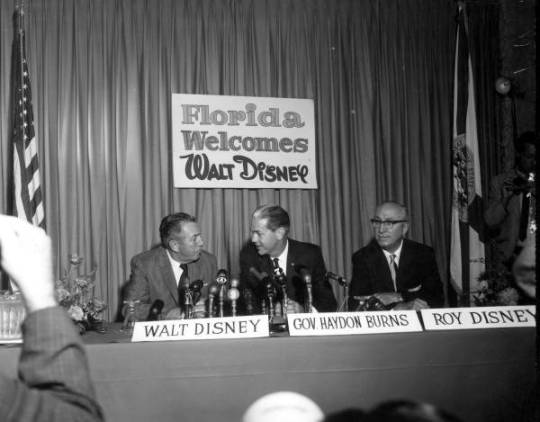 Florida
Welcomes
WALT DISNEY
WALT DISNEY
GOV. HAYDON BURNS
ROY DISNEY